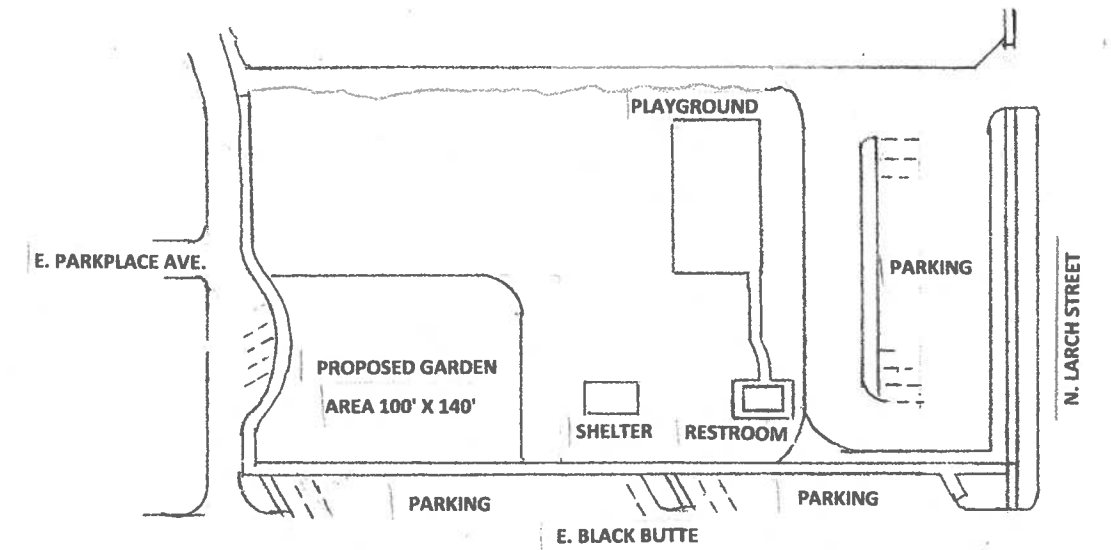 PLAYGROUND
E. PARKPLACE AVE.
PARKING
N. LARCH STREET
PROPOSED GARDEN
AREA 100' X 140'
SHELTER
RESTROOM
PARKING
PARKING
E. BLACK BUTTE